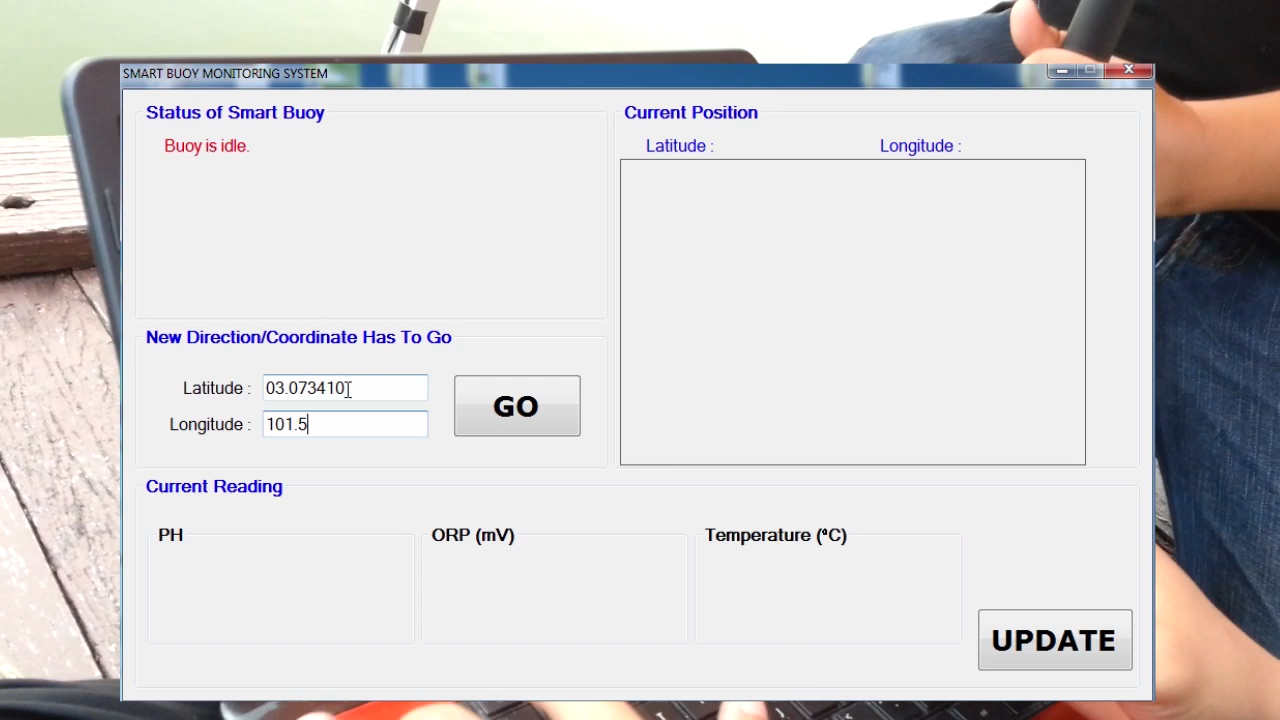 SMART BUOY MONITORING SYSTEM
Status of Smart Buoy
Buoy is idle.
Current Position
Latitude :
Longitude :
New Direction/Coordinate Has To Go
Latitude : 03.073410
Longitude : 101.5
GO
Current Reading
PH
ORP (mV)
Temperature (ºC)
UPDATE